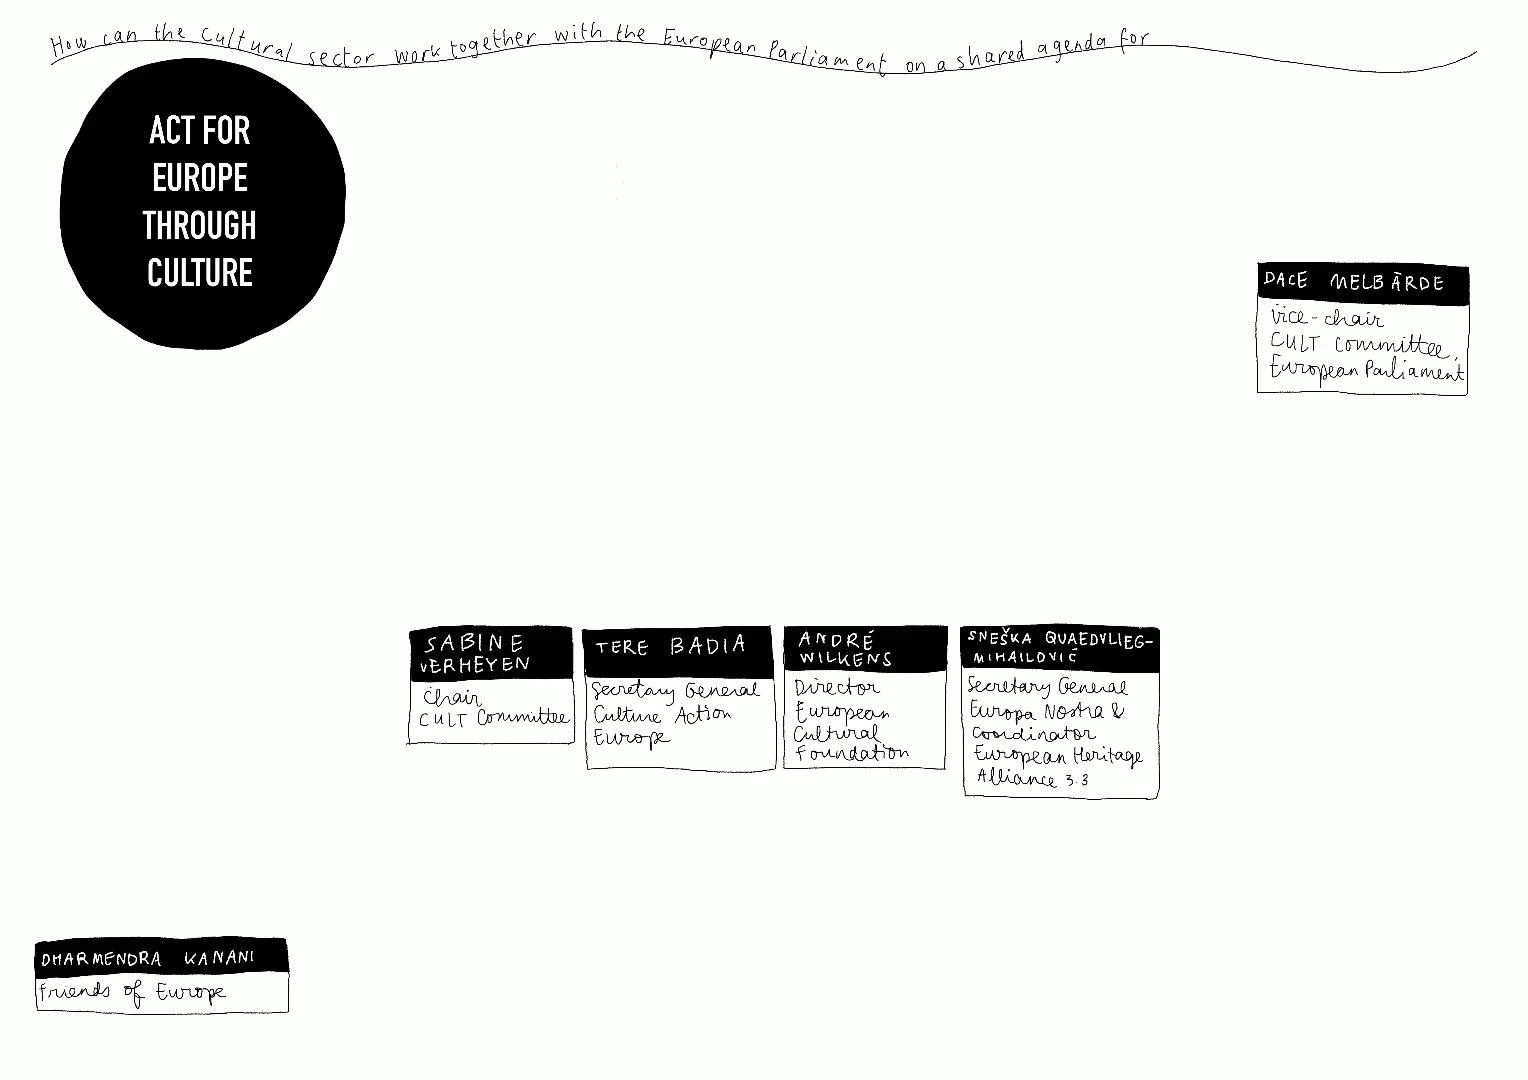 How can the Cultural sector work together with the European Parliament on a shared agenda for
ACT FOR
EUROPE
THROUGH
CULTURE
DACE MELBĀRDE
vice-chair
CULT Committee,
European Parliament
SABINE
VERHEYEN
Chair
CULT Committee
TERE BADIA
Secretary General
Culture Action
Europe
ANDRÉ
WILKENS
Director
European
Cultural
Foundation
SNEŠKA QUAEDVLIEG-
MIHAILOVIĆ
Secretary General
Europa Nostra &
Coordinator
European Heritage
Alliance 3.3
DHARMENDRA KANANI
friends of Europe